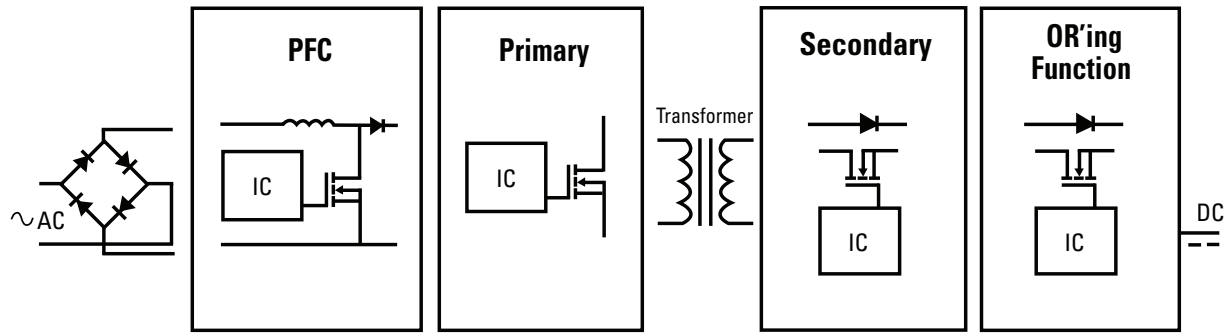 PFC
Primary
Secondary
OR'ing
Function
Transformer
AC
IC
IC
IC
IC
DC